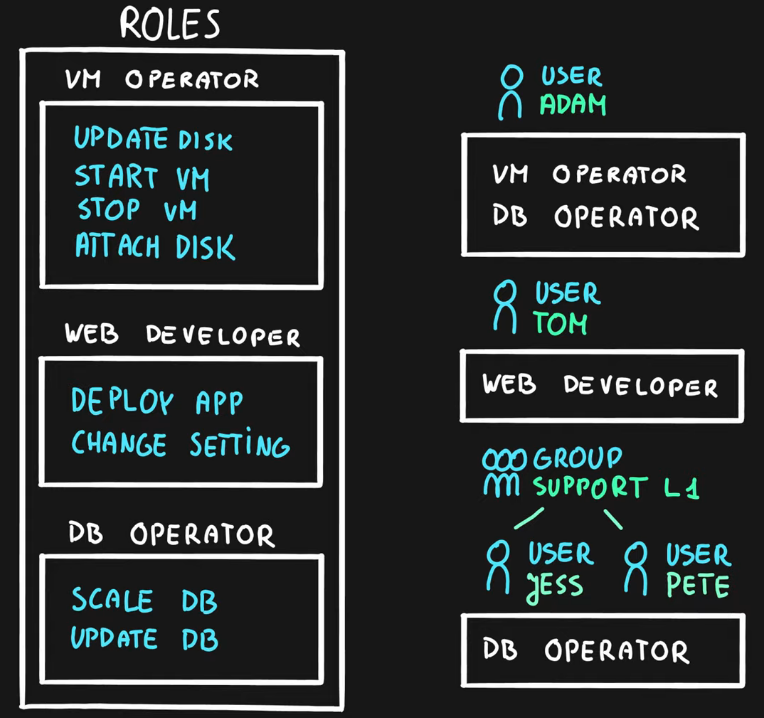 ROLES
VM OPERATOR
UPDATE DISK
START VM
STOP VM
ATTACH DISK
WEB DEVELOPER
DEPLOY APP
CHANGE SETTING
DB OPERATOR
SCALE DB
UPDATE DB
USER
ADAM
VM OPERATOR
DB OPERATOR
USER
TOM
WEB DEVELOPER
GROUP
SUPPORT L1
USER
JESS
USER
PETE
DB OPERATOR